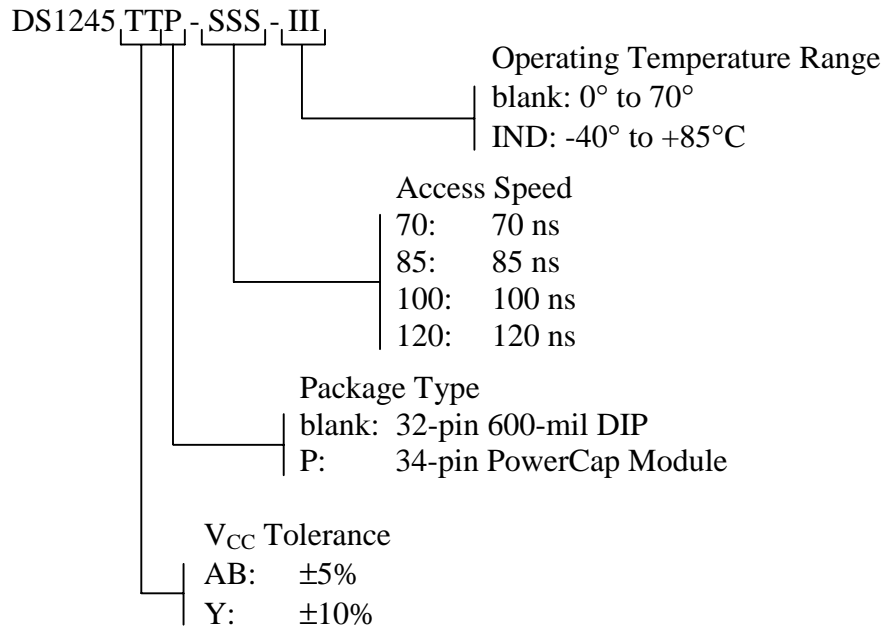 DS1245 TTP - SSS - III
Operating Temperature Range
blank: 0° to 70°
IND: -40° to +85°C
Access Speed
70: 70 ns
85: 85 ns
100: 100 ns
120: 120 ns
Package Type
blank: 32-pin 600-mil DIP
P: 34-pin PowerCap Module
VCC Tolerance
AB: ±5%
Y: ±10%